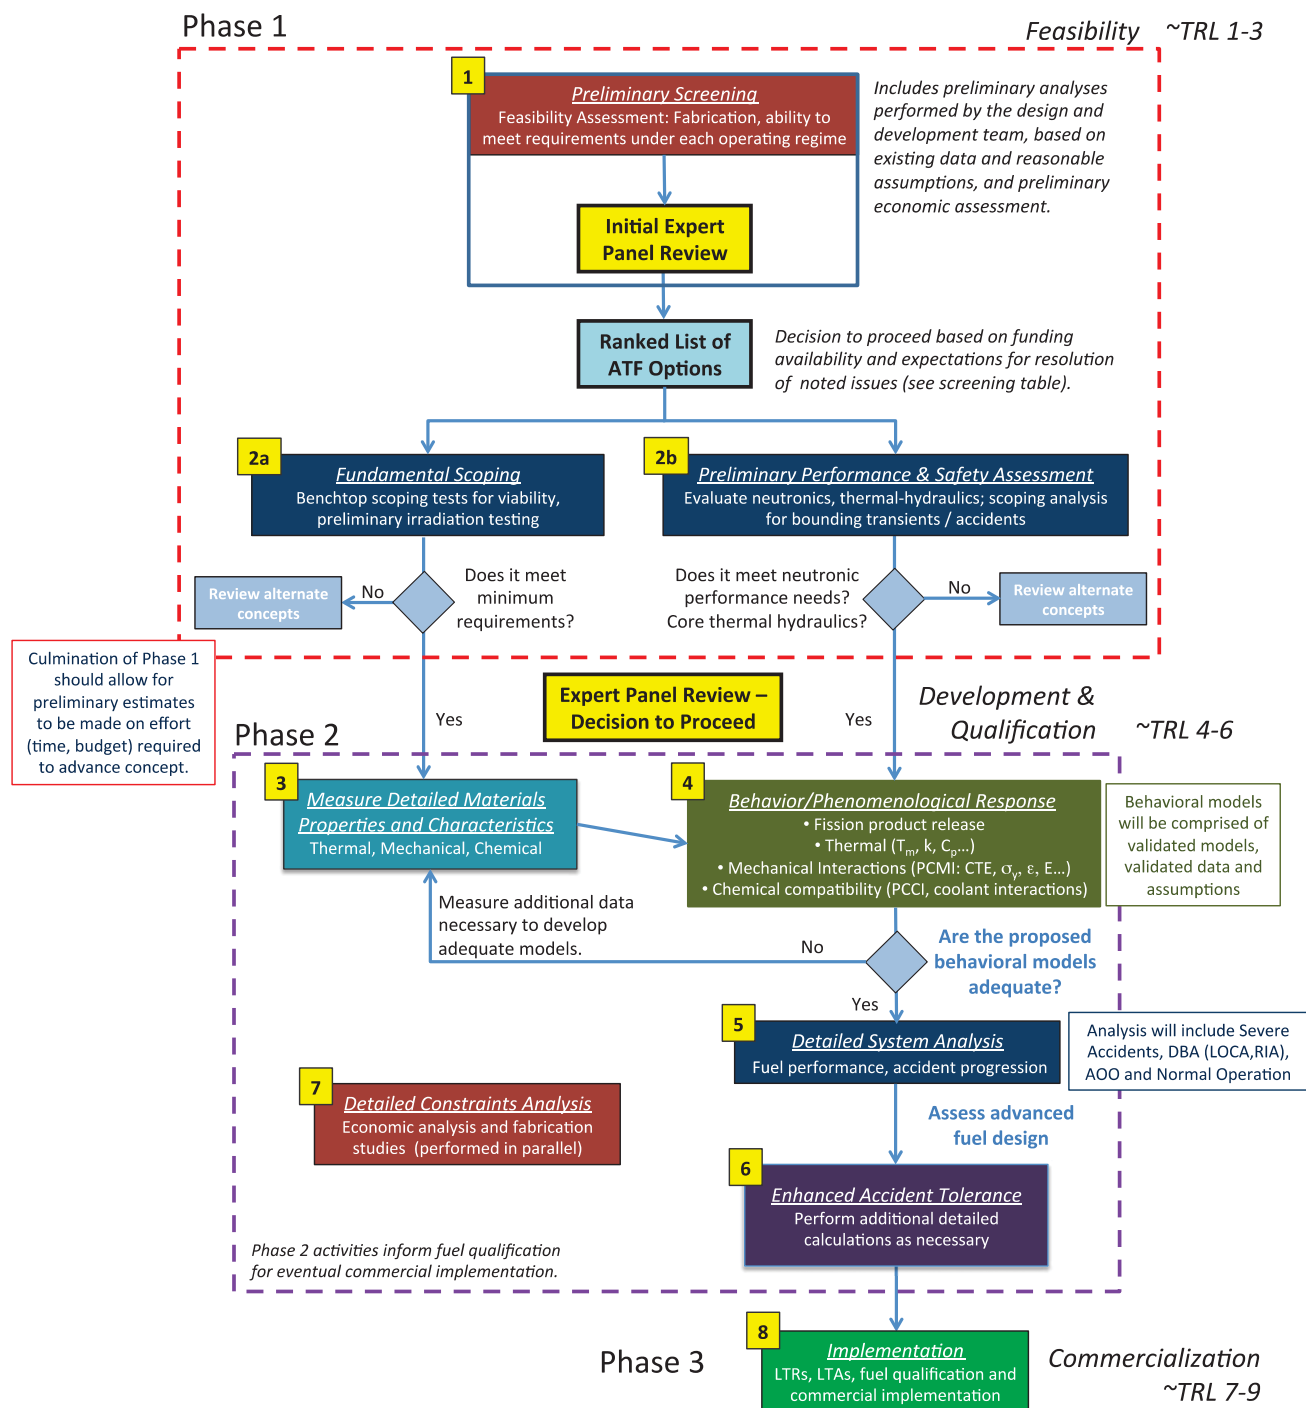 Phase 1
Feasibility ~TRL 1-3
1
Preliminary Screening
Feasibility Assessment: Fabrication, ability to
meet requirements under each operating regime
Includes preliminary analyses
performed by the design and
development team, based on
existing data and reasonable
assumptions, and preliminary
economic assessment.
Initial Expert
Panel Review
Ranked List of
ATF Options
Decision to proceed based on funding
availability and expectations for resolution
of noted issues (see screening table).
2a
Fundamental Scoping
Benchtop scoping tests for viability,
preliminary irradiation testing
2b
Preliminary Performance & Safety Assessment
Evaluate neutronics, thermal-hydraulics; scoping analysis
for bounding transients / accidents
Review alternate
concepts
No
Does it meet
minimum
requirements?
Does it meet neutronic
performance needs?
Core thermal hydraulics?
No
Review alternate
concepts
Culmination of Phase 1
should allow for
preliminary estimates
to be made on effort
(time, budget) required
to advance concept.
Yes
Expert Panel Review –
Decision to Proceed
Yes
Development &
Qualification ~TRL 4-6
Phase 2
3
Measure Detailed Materials
Properties and Characteristics
Thermal, Mechanical, Chemical
4
Behavior/Phenomenological Response
• Fission product release
• Thermal (Tm, k, Cp...)
• Mechanical Interactions (PCMI: CTE, σy, ε, E...)
• Chemical compatibility (PCCI, coolant interactions)
Behavioral models
will be comprised of
validated models,
validated data and
assumptions
Measure additional data
necessary to develop
adequate models.
No
Are the proposed
behavioral models
adequate?
Yes
5
Detailed System Analysis
Fuel performance, accident progression
Analysis will include Severe
Accidents, DBA (LOCA,RIA),
AOO and Normal Operation
7
Detailed Constraints Analysis
Economic analysis and fabrication
studies (performed in parallel)
Assess advanced
fuel design
6
Enhanced Accident Tolerance
Perform additional detailed
calculations as necessary
Phase 2 activities inform fuel qualification
for eventual commercial implementation.
Phase 3
8
Implementation
LTRs, LTAs, fuel qualification and
commercial implementation
Commercialization
~TRL 7-9